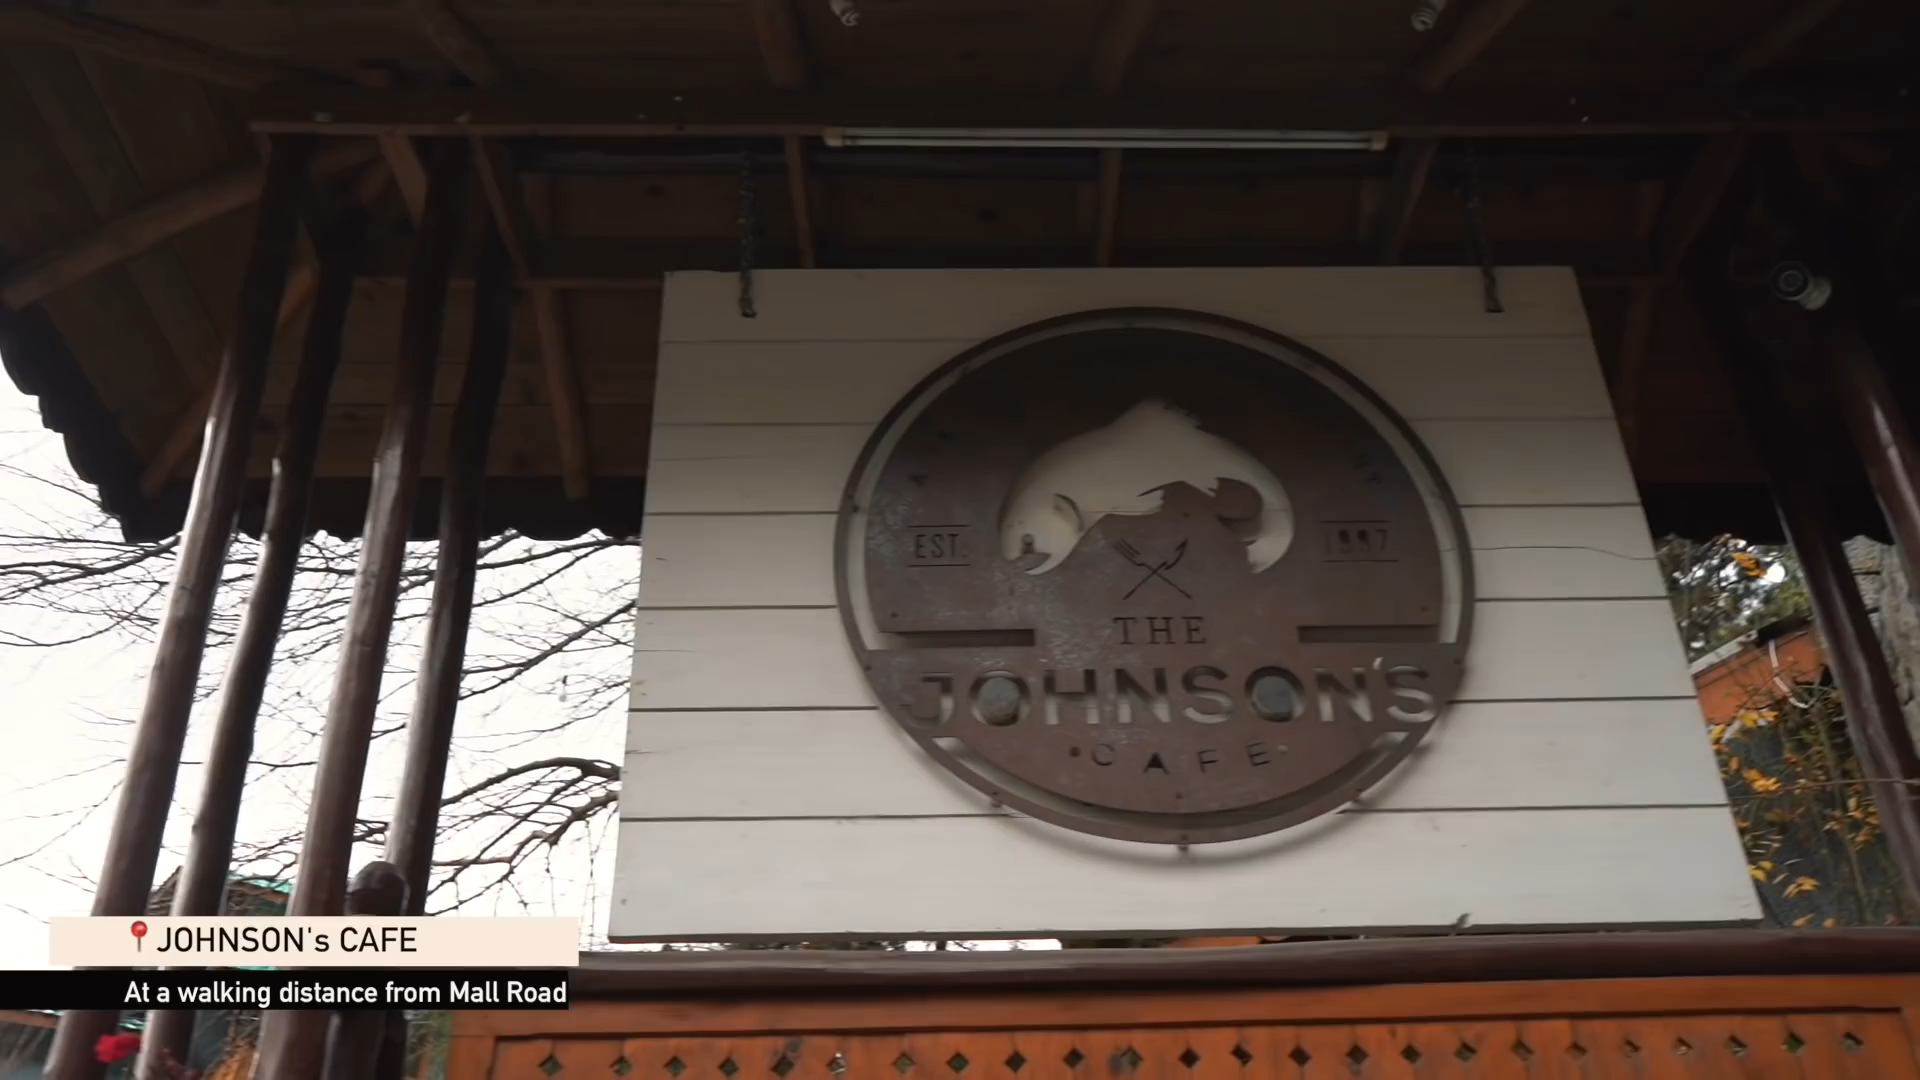 EST.
1997
THE
JOHNSON'S
CAFE
JOHNSON's CAFE
At a walking distance from Mall Road